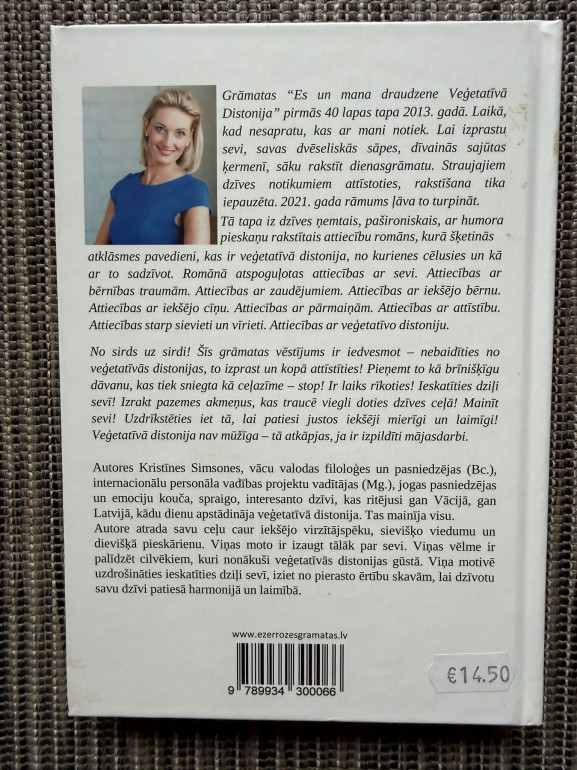 Grāmatas “Es un mana draudzene Veģetatīvā
Distonija” pirmās 40 lapas tapa 2013. gadā. Laikā,
kad nesapratu, kas ar mani notiek. Lai izprastu
sevi, savas dvēseliskās sāpes, dīvainās sajūtas
ķermenī, sāku rakstīt dienasgrāmatu. Straujajiem
dzīves notikumiem attīstoties, rakstīšana tika
iepauzēta. 2021. gada rāmums ļāva to turpināt.
Tā tapa iz dzīves ņemtais, pašironiskais, ar humora
pieskaņu rakstītais attiecību romāns, kurā šķetinās
atklāsmes pavedieni, kas ir veģetatīvā distonija, no kurienes cēlusies un kā
ar to sadzīvot. Romānā atspoguļotas attiecības ar sevi. Attiecības ar
bērnības traumām. Attiecības ar zaudējumiem. Attiecības ar iekšējo bērnu.
Attiecības ar iekšējo cīņu. Attiecības ar pārmaiņām. Attiecības ar attīstību.
Attiecības starp sievieti un vīrieti. Attiecības ar veģetatīvo distoniju.
No sirds uz sirdi! Šīs grāmatas vēstījums ir iedvesmot – nebaidīties no
veģetatīvās distonijas, to izprast un kopā attīstīties! Pieņemt to kā brīnišķīgu
dāvanu, kas tiek sniegta kā ceļazīme – stop! Ir laiks rīkoties! Ieskatīties dziļi
sevī! Izrakt pazemes akmeņus, kas traucē viegli doties dzīves ceļā! Mainīt
sevi! Uzdrīkstēties iet tā, lai patiesi justos iekšēji mierīgi un laimīgi!
Veģetatīvā distonija nav mūžīga – tā atkāpjas, ja ir izpildīti mājasdarbi.
Autores Kristīnes Simsones, vācu valodas filoloģes un pasniedzējas (Bc.),
internacionālu personāla vadības projektu vadītājas (Mg.), jogas pasniedzējas
un emociju kouča, spraigo, interesanto dzīvi, kas ritējusi gan Vācijā, gan
Latvijā, kādu dienu apstādināja veģetatīvā distonija. Tas mainīja visu.
Autore atrada savu ceļu caur iekšējo virzītājspēku, sievišķo viedumu un
dievišķā pieskārienu. Viņas moto ir izaugt tālāk par sevi. Viņas vēlme ir
palīdzēt cilvēkiem, kuri nonākuši veģetatīvās distonijas gūstā. Viņa motivē
uzdrošināties ieskatīties dziļi sevī, iziet no pierasto ērtību skavām, lai dzīvotu
savu dzīvi patiesā harmonijā un laimībā.
www.ezerrozesgramatas.lv
9 789934 300066
€14.50